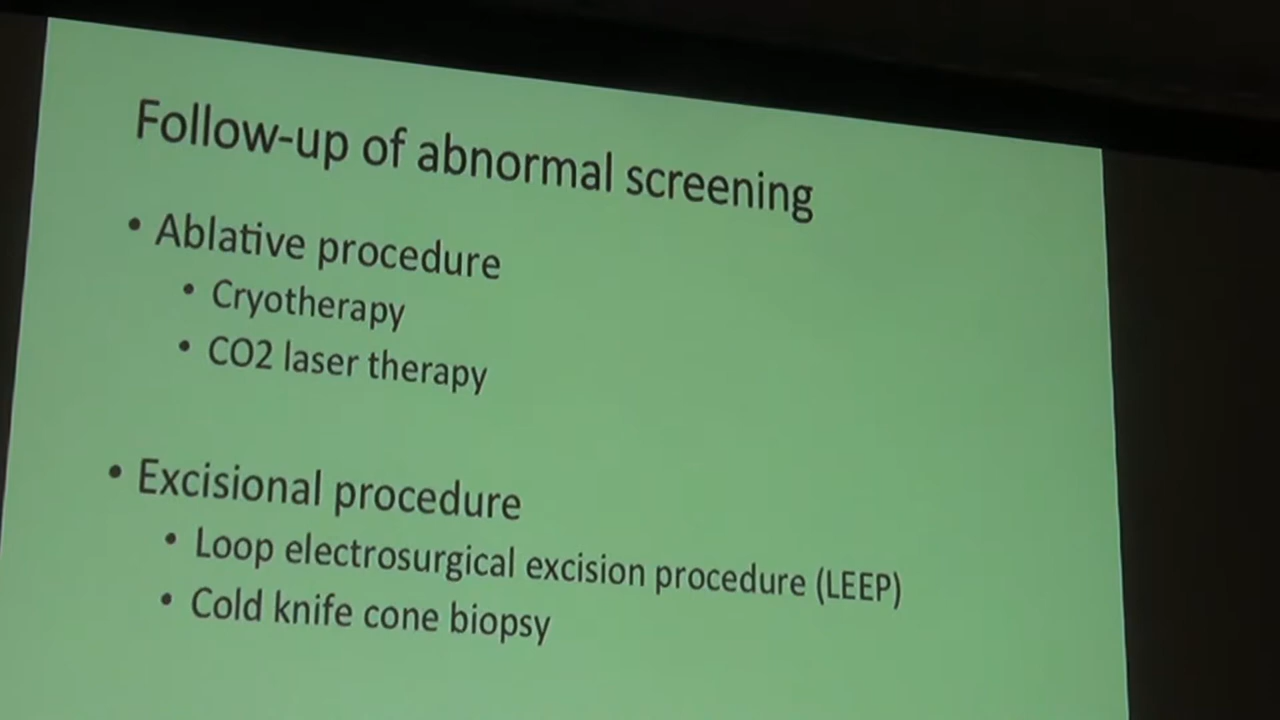 Follow-up of abnormal screening
• Ablative procedure
• Cryotherapy
• CO2 laser therapy
• Excisional procedure
• Loop electrosurgical excision procedure (LEEP)
• Cold knife cone biopsy